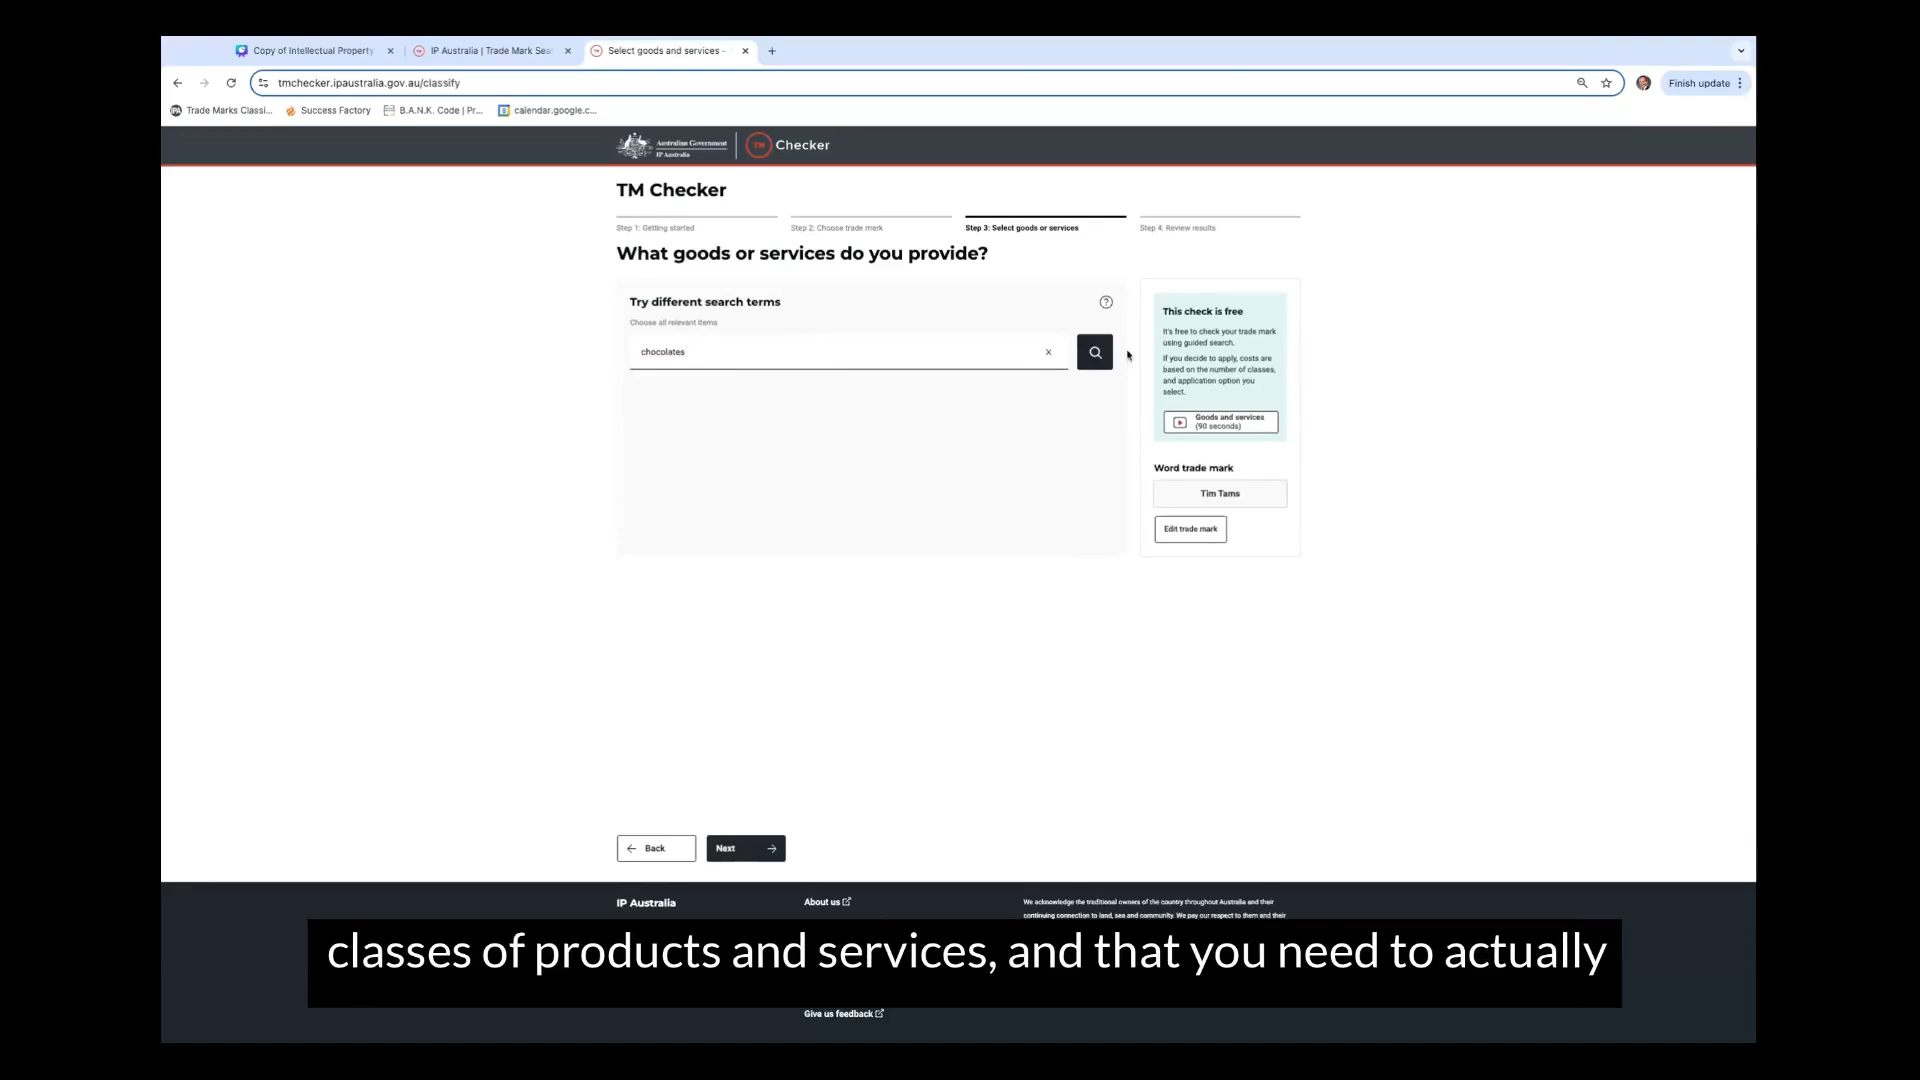 Copy of Intellectual Property
IP Australia | Trade Mark Sea
Select goods and services -
tmchecker.ipaustralia.gov.au/classify
Finish update
Trade Marks Classi...
Success Factory
B.A.N.K. Code | Pr...
calendar.google.c...
Australian Government
IP Australia
TM
Checker
TM Checker
Step 1: Getting started
Step 2: Choose trade mark
Step 3: Select goods or services
Step 4: Review results
What goods or services do you provide?
Try different search terms
?
Choose all relevant items
chocolates
This check is free
It's free to check your trade mark
using guided search.
If you decide to apply, costs are
based on the number of classes,
and application option you
select.
Goods and services
(90 seconds)
Word trade mark
Tim Tams
Edit trade mark
Back
Next
IP Australia
About us
We acknowledge the traditional owners of the country throughout Australia and their
continuing connection to land, sea and community. We pay our respect to them and their
classes of products and services, and that you need to actually
Give us feedback